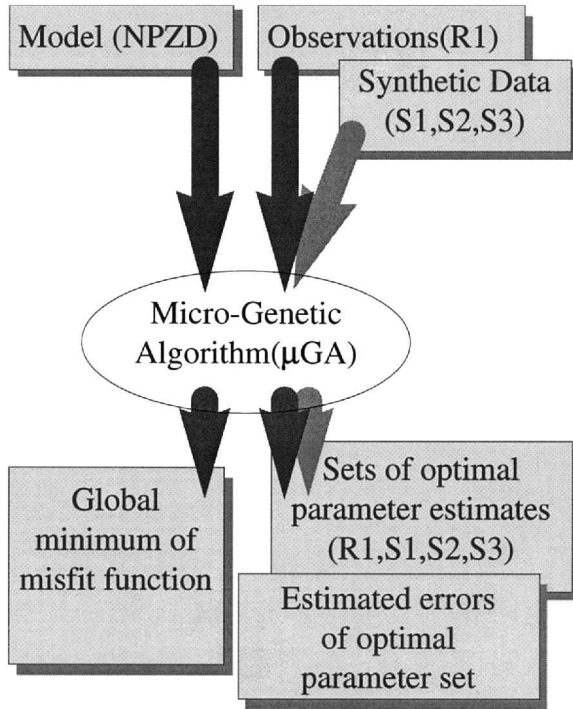 Model (NPZD)
Observations(R1)
Synthetic Data
(S1,S2,S3)
Micro-Genetic
Algorithm(μGA)
Global
minimum of
misfit function
Sets of optimal
parameter estimates
(R1,S1,S2,S3)
Estimated errors
of optimal
parameter set